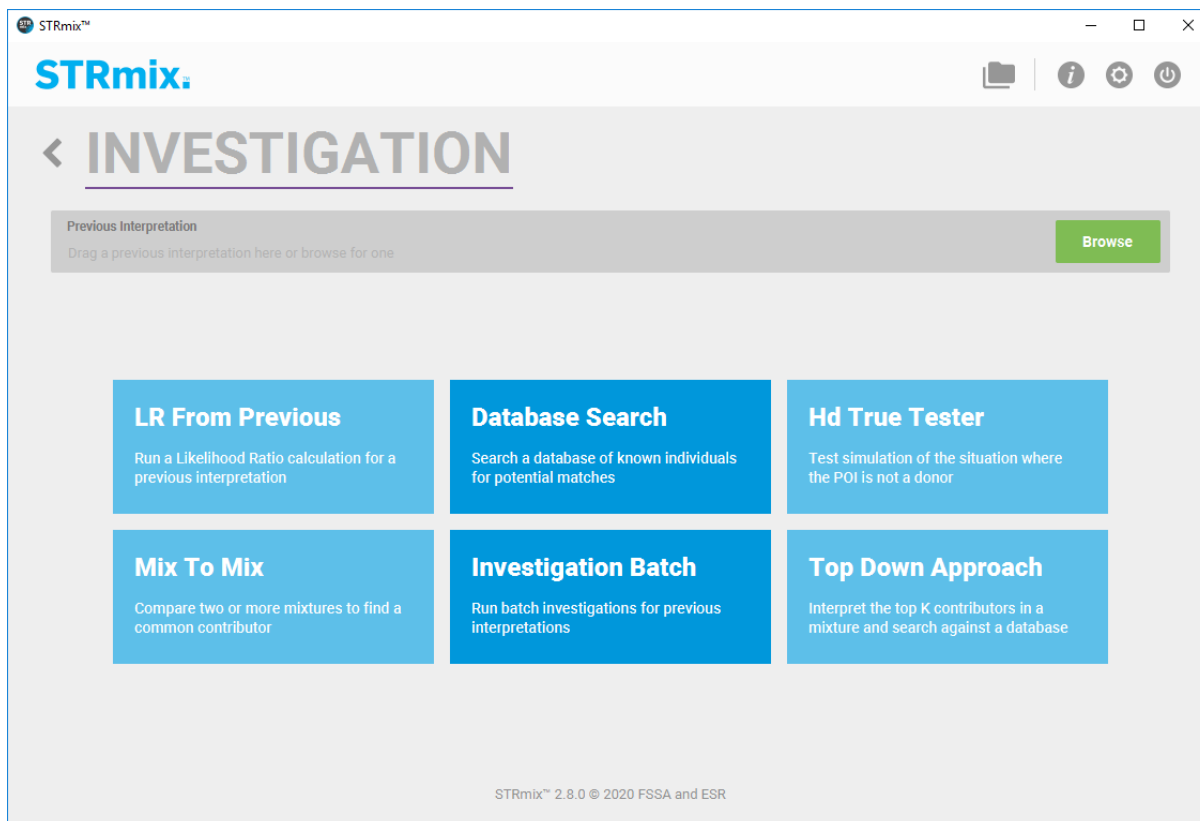 STRmix™
STRmix™
INVESTIGATION
Previous Interpretation
Drag a previous interpretation here or browse for one
Browse
LR From Previous
Run a Likelihood Ratio calculation for a
previous interpretation
Database Search
Search a database of known individuals
for potential matches
Hd True Tester
Test simulation of the situation where
the POI is not a donor
Mix To Mix
Compare two or more mixtures to find a
common contributor
Investigation Batch
Run batch investigations for previous
interpretations
Top Down Approach
Interpret the top K contributors in a
mixture and search against a database
STRmix™ 2.8.0 © 2020 FSSA and ESR